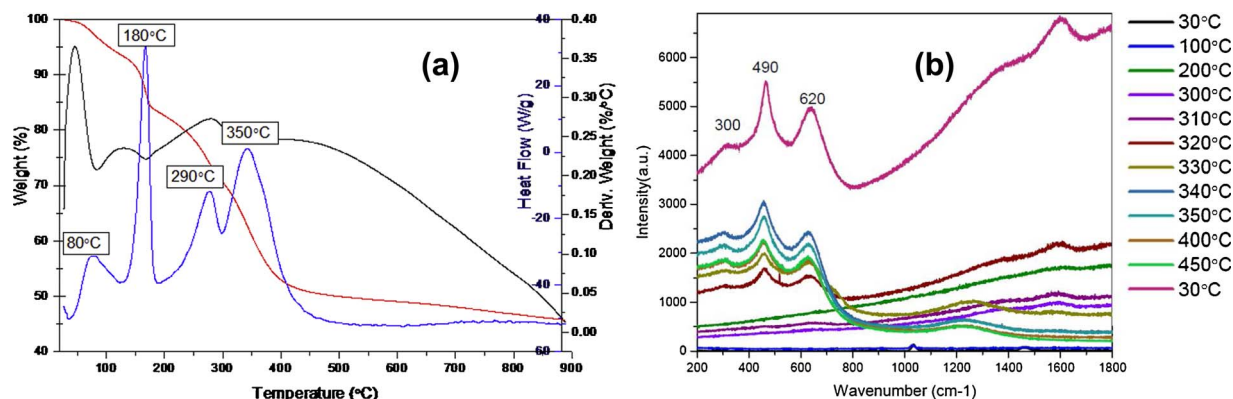 (a)
180°C
350°C
290°C
80°C
Weight (%)
100
90
80
70
60
50
40
0 100 200 300 400 500 600 700 800 900
Temperature (°C)
Heat Flow (W/g)
40
20
0
20
40
60
Deriv. Weight (%/°C)
0.40
0.35
0.30
0.25
0.20
0.15
0.10
0.05
0.00
(b)
490
620
300
Intensity(a.u.)
6000
5000
4000
3000
2000
1000
0
200 400 600 800 1000 1200 1400 1600 1800
Wavenumber (cm-1)
30°C
100°C
200°C
300°C
310°C
320°C
330°C
340°C
350°C
400°C
450°C
30°C